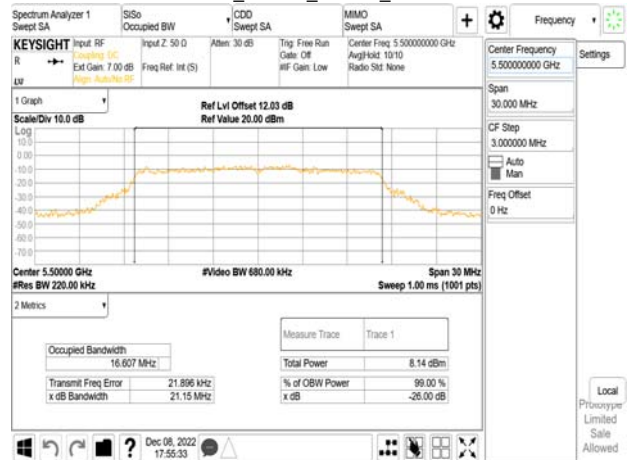 Spectrum Analyzer 1
Swept SA
SISo
Occupied BW
CDD
Swept SA
MIMO
Swept SA
Frequency
KEYSIGHT
R
LXI
Input: RF
Coupling: DC
Ext Gain: 7.00 dB
Align: Auto/No RF
Input Z: 50 Ω
Freq Ref: Int (S)
Atten: 30 dB
Trig: Free Run
Gate: Off
#IF Gain: Low
Center Freq: 5.500000000 GHz
Avg|Hold: 10/10
Radio Std: None
Center Frequency
5.500000000 GHz
Settings
Span
30.000 MHz
CF Step
3.000000 MHz
Auto
Man
Freq Offset
0 Hz
1 Graph
Scale/Div 10.0 dB
Ref Lvl Offset 12.03 dB
Ref Value 20.00 dBm
Log
10.0
0.00
-10.0
-20.0
-30.0
-40.0
-50.0
-60.0
-70.0
Center 5.50000 GHz
#Res BW 220.00 kHz
#Video BW 680.00 kHz
Span 30 MHz
Sweep 1.00 ms (1001 pts)
2 Metrics
Measure Trace
Trace 1
Occupied Bandwidth
16.607 MHz
Total Power
8.14 dBm
Transmit Freq Error
21.896 kHz
% of OBW Power
99.00 %
x dB Bandwidth
21.15 MHz
x dB
-26.00 dB
Local
Prototype
Limited
Sale
Allowed
?
Dec 08, 2022
17:55:33